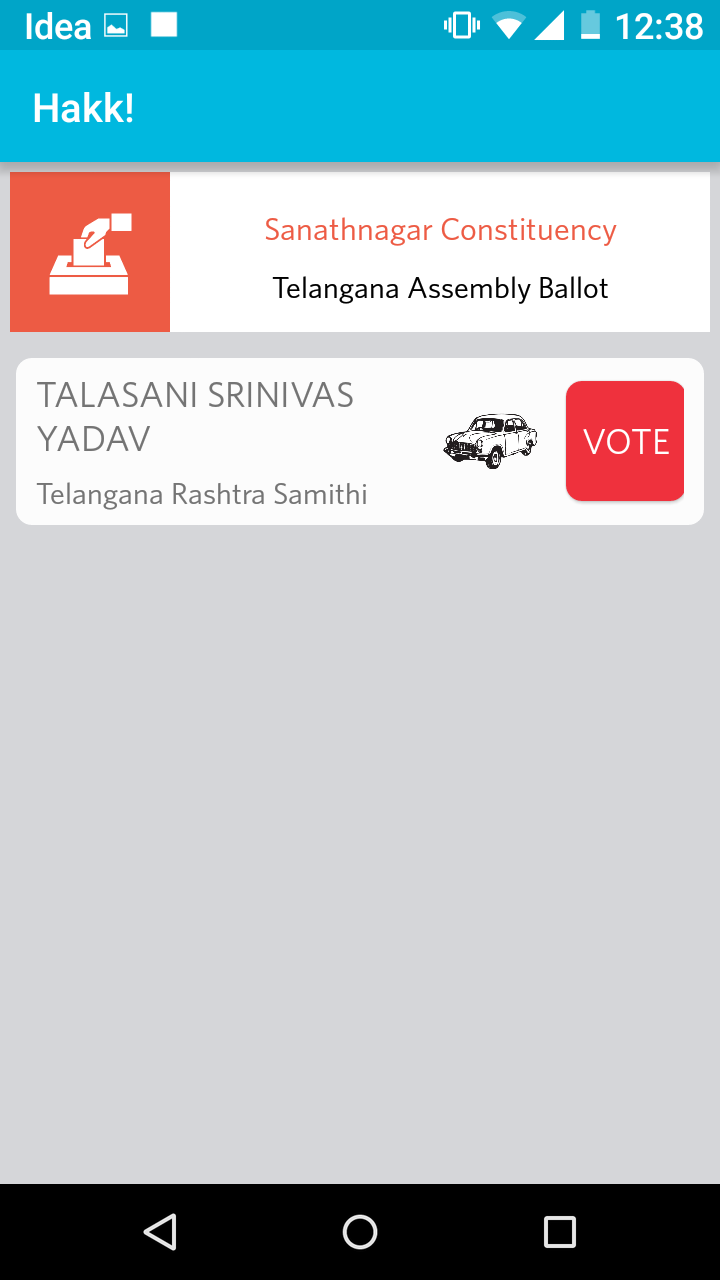 Idea 12:38
Hakk!
Sanathnagar Constituency
Telangana Assembly Ballot
TALASANI SRINIVAS
YADAV
Telangana Rashtra Samithi
VOTE